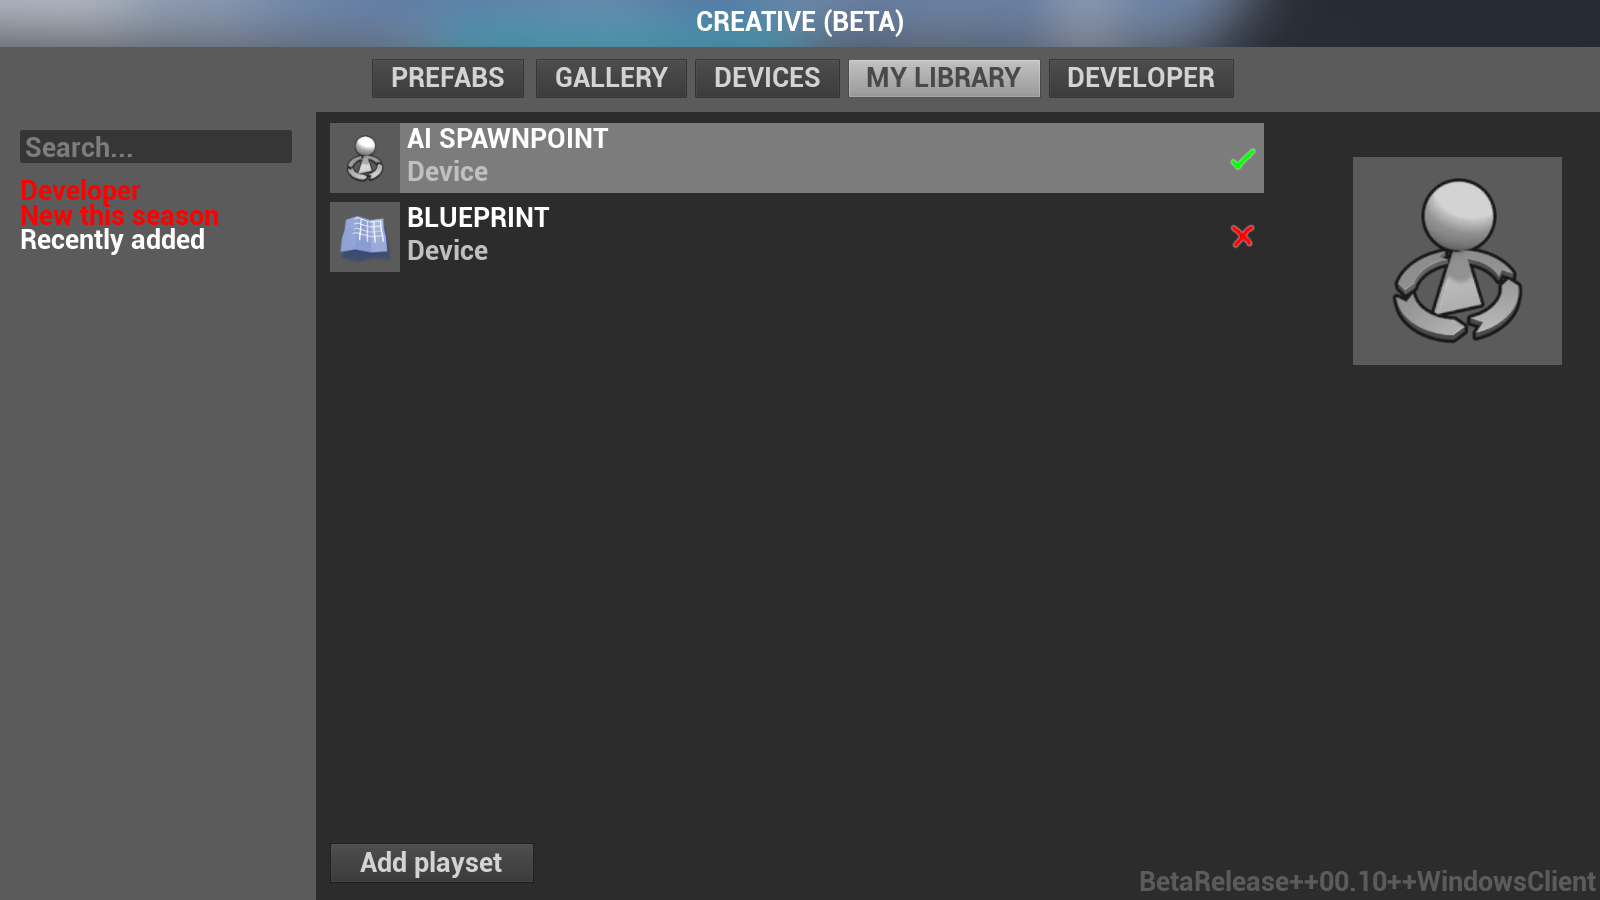 CREATIVE (BETA)
PREFABS
GALLERY
DEVICES
MY LIBRARY
DEVELOPER
Search...
Developer
New this season
Recently added
AI SPAWNPOINT
Device
BLUEPRINT
Device
Add playset
BetaRelease++00.10++WindowsClient